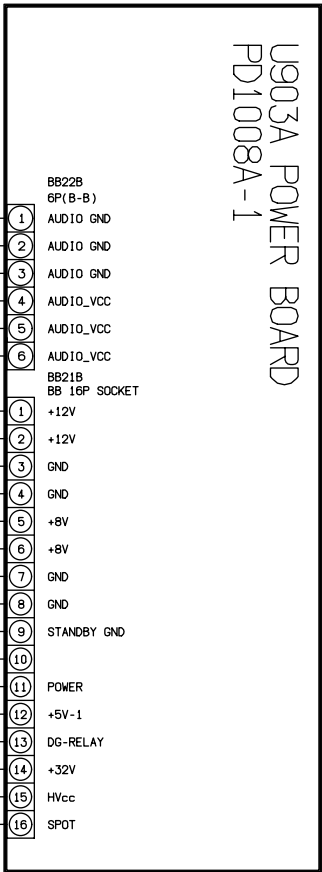 U903A POWER BOARD
PD1008A-1
BB22B
6P(B-B)
1 AUDIO GND
2 AUDIO GND
3 AUDIO GND
4 AUDIO_VCC
5 AUDIO_VCC
6 AUDIO_VCC
BB21B
BB 16P SOCKET
1 +12V
2 +12V
3 GND
4 GND
5 +8V
6 +8V
7 GND
8 GND
9 STANDBY GND
10
11 POWER
12 +5V-1
13 DG-RELAY
14 +32V
15 HVcc
16 SPOT